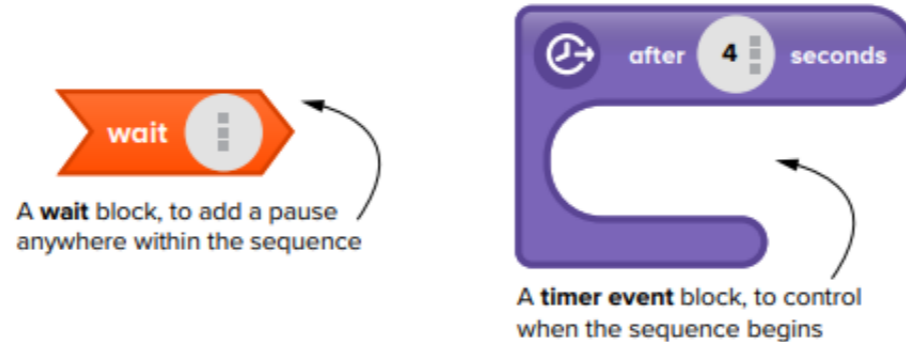 wait
A wait block, to add a pause
anywhere within the sequence
after 4 seconds
A timer event block, to control
when the sequence begins